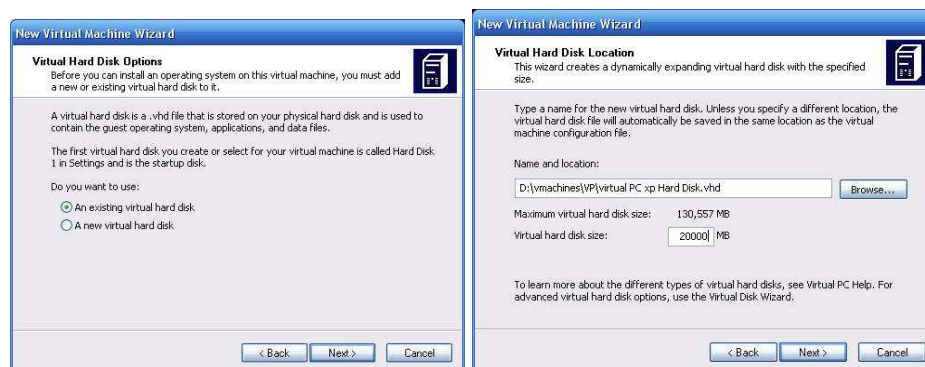 New Virtual Machine Wizard
Virtual Hard Disk Options
Before you can install an operating system on this virtual machine, you must add
a new or existing virtual hard disk to it.
A virtual hard disk is a .vhd file that is stored on your physical hard disk and is used to
contain the guest operating system, applications, and data files.
The first virtual hard disk you create or select for your virtual machine is called Hard Disk
1 in Settings and is the startup disk.
Do you want to use:
An existing virtual hard disk
A new virtual hard disk
< Back
Next >
Cancel
New Virtual Machine Wizard
Virtual Hard Disk Location
This wizard creates a dynamically expanding virtual hard disk with the specified
size.
Type a name for the new virtual hard disk. Unless you specify a different location, the
virtual hard disk file will automatically be saved in the same location as the virtual
machine configuration file.
Name and location:
D:\vmachines\VP\virtual PC xp Hard Disk.vhd
Browse...
Maximum virtual hard disk size: 130,557 MB
Virtual hard disk size: 20000 MB
To learn more about the different types of virtual hard disks, see Virtual PC Help. For
advanced virtual hard disk options, use the Virtual Disk Wizard.
< Back
Next >
Cancel